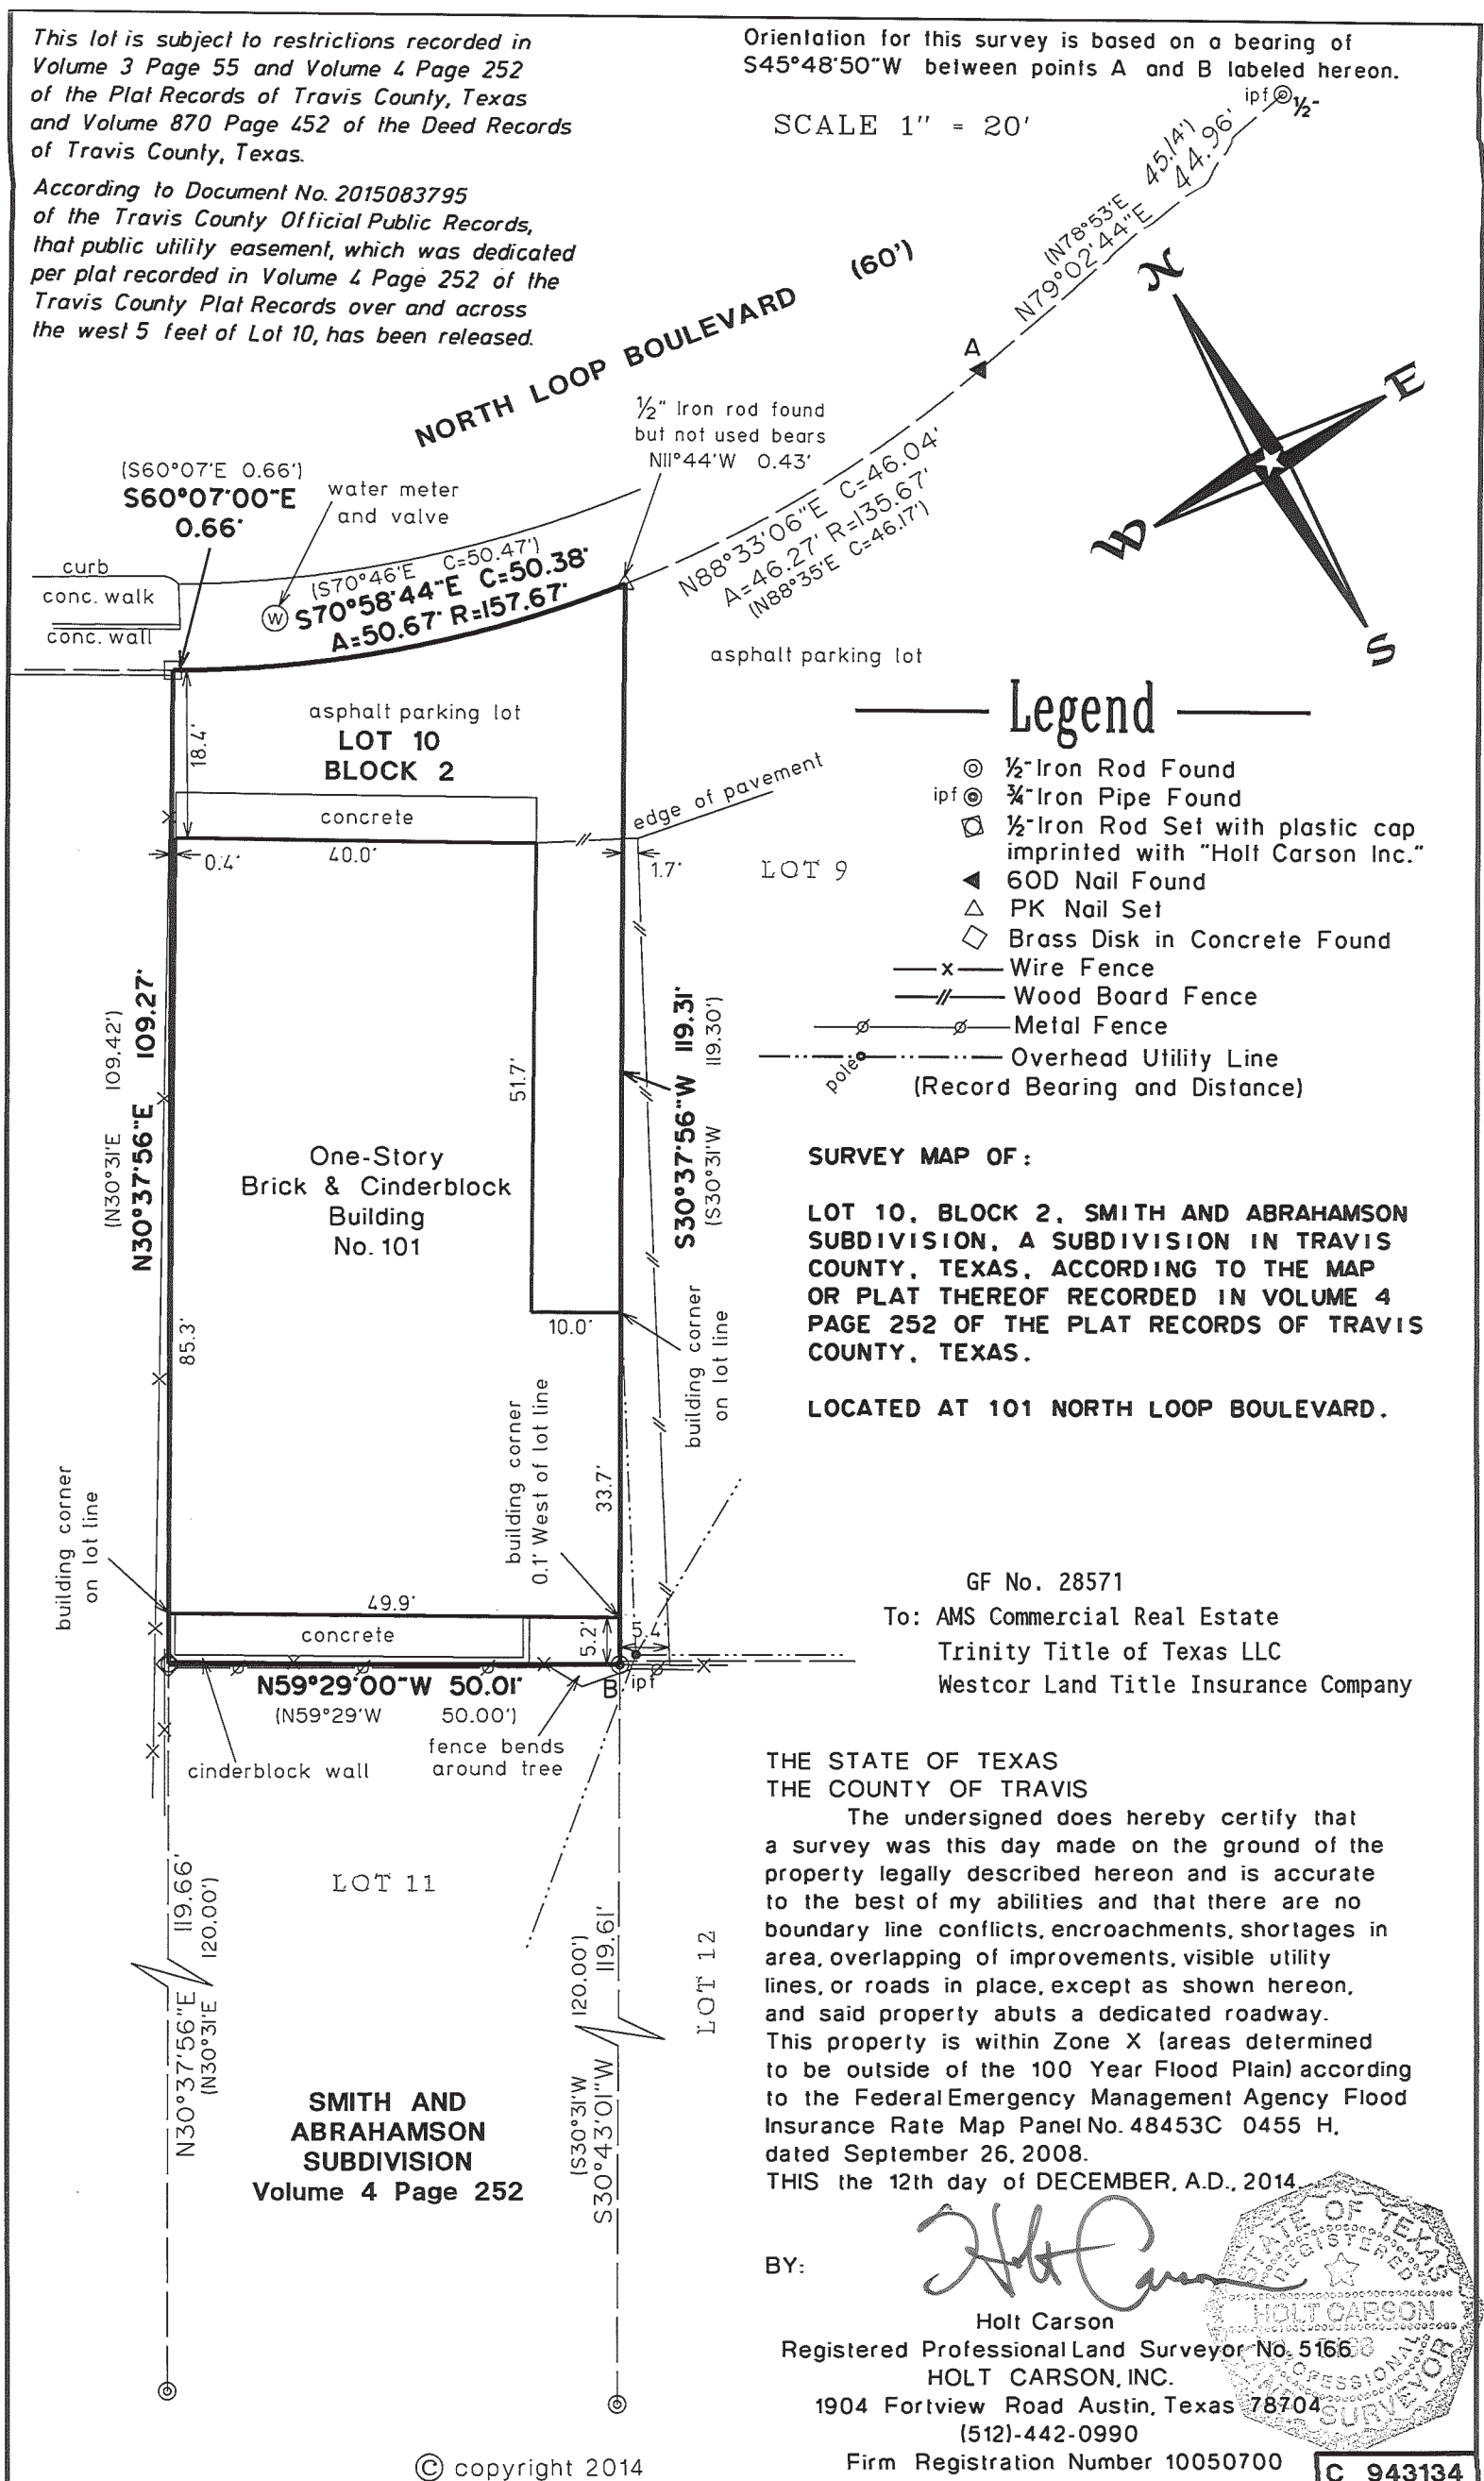 This lot is subject to restrictions recorded in
Volume 3 Page 55 and Volume 4 Page 252
of the Plat Records of Travis County, Texas
and Volume 870 Page 452 of the Deed Records
of Travis County, Texas.
According to Document No. 2015083795
of the Travis County Official Public Records,
that public utility easement, which was dedicated
per plat recorded in Volume 4 Page 252 of the
Travis County Plat Records over and across
the west 5 feet of Lot 10, has been released.
Orientation for this survey is based on a bearing of
S45°48'50"W between points A and B labeled hereon.
SCALE 1" = 20'
ipf 1/2"
(N78°53'E 45.14')
N79°02'44"E 44.96'
N
E
W
S
NORTH LOOP BOULEVARD (60')
A
1/2" Iron rod found
but not used bears
N11°44'W 0.43'
N88°33'06"E C=46.04'
A=46.27' R=135.67'
(N88°35'E C=46.17')
(S60°07'E 0.66')
S60°07'00"E
0.66'
water meter
and valve
curb
conc. walk
conc. wall
W
(S70°46'E C=50.47')
S70°58'44"E C=50.38'
A=50.67' R=157.67'
asphalt parking lot
asphalt parking lot
LOT 10
BLOCK 2
18.4'
concrete
edge of pavement
0.4'
40.0'
1.7'
LOT 9
Legend
1/2" Iron Rod Found
ipf 3/4" Iron Pipe Found
1/2" Iron Rod Set with plastic cap
imprinted with "Holt Carson Inc."
60D Nail Found
PK Nail Set
Brass Disk in Concrete Found
x Wire Fence
// Wood Board Fence
Metal Fence
pole Overhead Utility Line
(Record Bearing and Distance)
(N30°31'E 109.42')
N30°37'56"E 109.27'
51.7'
S30°37'56"W 119.31'
(S30°31'W 119.30')
One-Story
Brick & Cinderblock
Building
No. 101
10.0'
85.3'
building corner
on lot line
building corner
0.1' West of lot line
33.7'
building corner
on lot line
49.9'
concrete
5.2'
5.4'
N59°29'00"W 50.01'
(N59°29'W 50.00')
B
ipf
cinderblock wall
fence bends
around tree
SURVEY MAP OF:
LOT 10, BLOCK 2, SMITH AND ABRAHAMSON
SUBDIVISION, A SUBDIVISION IN TRAVIS
COUNTY, TEXAS, ACCORDING TO THE MAP
OR PLAT THEREOF RECORDED IN VOLUME 4
PAGE 252 OF THE PLAT RECORDS OF TRAVIS
COUNTY, TEXAS.
LOCATED AT 101 NORTH LOOP BOULEVARD.
GF No. 28571
To: AMS Commercial Real Estate
Trinity Title of Texas LLC
Westcor Land Title Insurance Company
LOT 11
N30°37'56"E 119.66'
(N30°31'E 120.00')
(S30°31'W 120.00')
S30°43'01"W 119.61'
LOT 12
SMITH AND
ABRAHAMSON
SUBDIVISION
Volume 4 Page 252
THE STATE OF TEXAS
THE COUNTY OF TRAVIS
The undersigned does hereby certify that
a survey was this day made on the ground of the
property legally described hereon and is accurate
to the best of my abilities and that there are no
boundary line conflicts, encroachments, shortages in
area, overlapping of improvements, visible utility
lines, or roads in place, except as shown hereon,
and said property abuts a dedicated roadway.
This property is within Zone X (areas determined
to be outside of the 100 Year Flood Plain) according
to the Federal Emergency Management Agency Flood
Insurance Rate Map Panel No. 48453C 0455 H,
dated September 26, 2008.
THIS the 12th day of DECEMBER, A.D., 2014
BY: Holt Carson
Holt Carson
Registered Professional Land Surveyor No. 5166
HOLT CARSON, INC.
1904 Fortview Road Austin, Texas 78704
(512)-442-0990
Firm Registration Number 10050700
STATE OF TEXAS
REGISTERED
HOLT CARSON
PROFESSIONAL
LAND SURVEYOR
© copyright 2014
C 943134